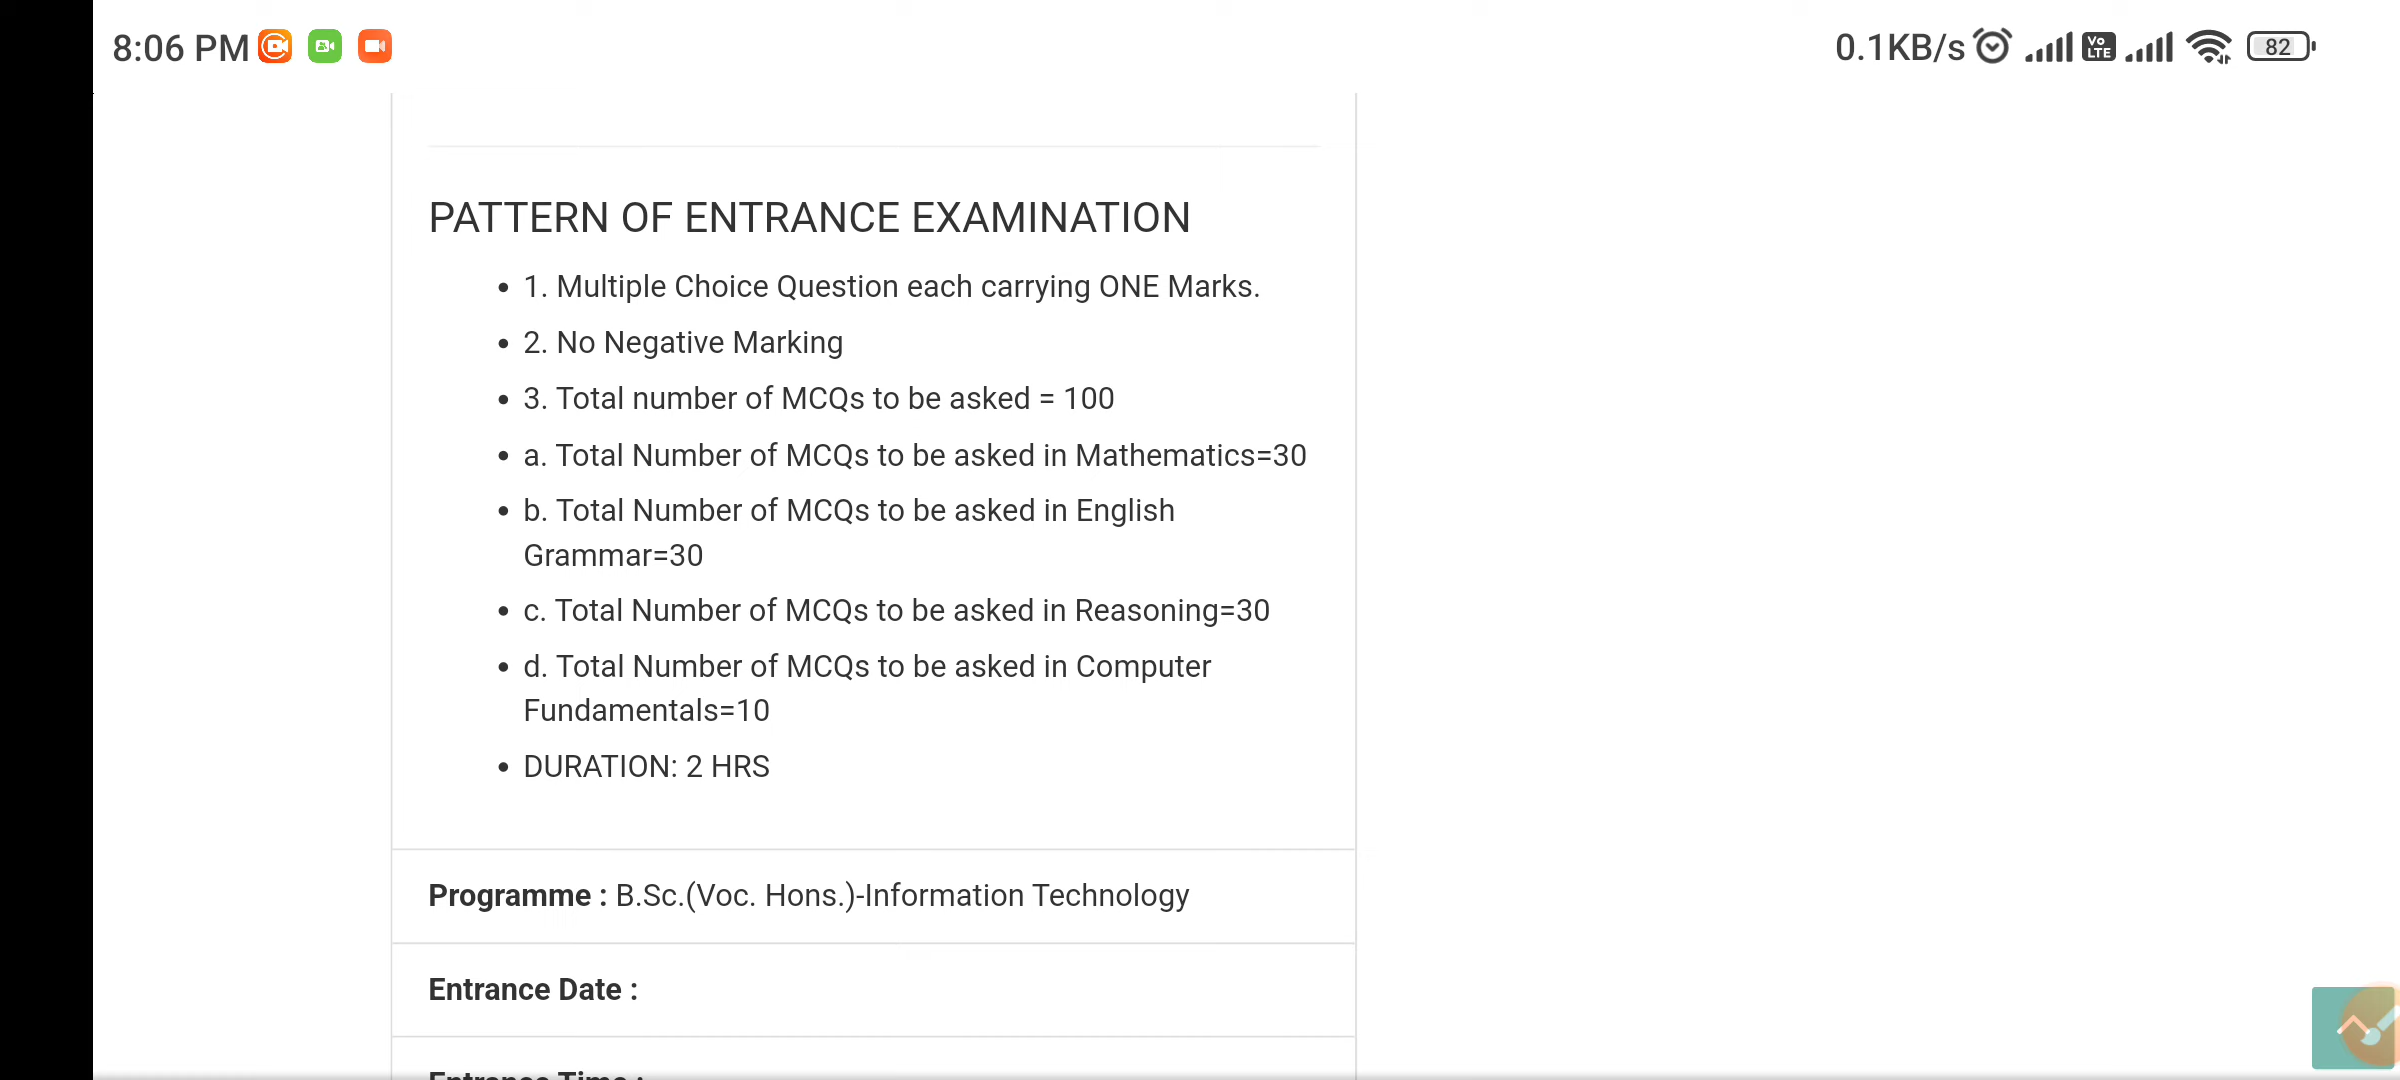 8:06 PM 0.1KB/s Vo LTE 82
PATTERN OF ENTRANCE EXAMINATION
• 1. Multiple Choice Question each carrying ONE Marks.
• 2. No Negative Marking
• 3. Total number of MCQs to be asked = 100
• a. Total Number of MCQs to be asked in Mathematics=30
• b. Total Number of MCQs to be asked in English
Grammar=30
• c. Total Number of MCQs to be asked in Reasoning=30
• d. Total Number of MCQs to be asked in Computer
Fundamentals=10
• DURATION: 2 HRS
Programme : B.Sc.(Voc. Hons.)-Information Technology
Entrance Date :
Entrance Time :